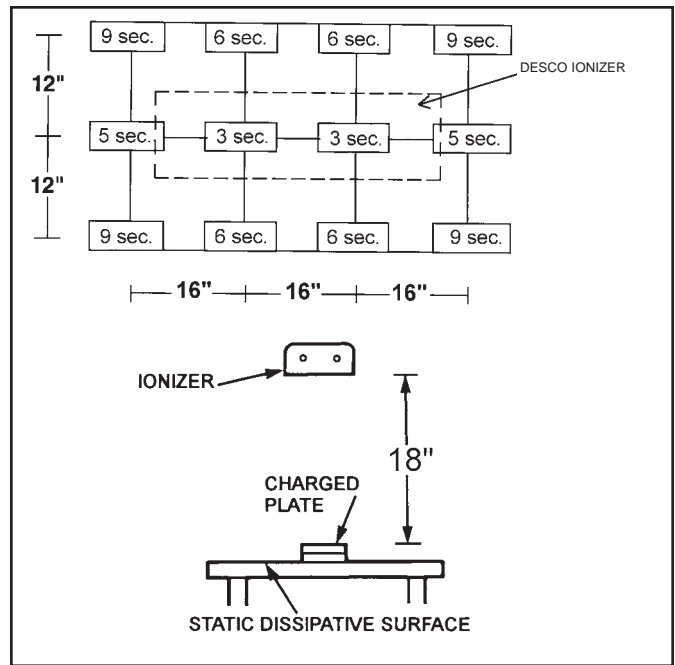 9 sec. 6 sec. 6 sec. 9 sec.
DESCO IONIZER
12"
5 sec. 3 sec. 3 sec. 5 sec.
12"
9 sec. 6 sec. 6 sec. 9 sec.
16" 16" 16"
IONIZER
18"
CHARGED
PLATE
STATIC DISSIPATIVE SURFACE